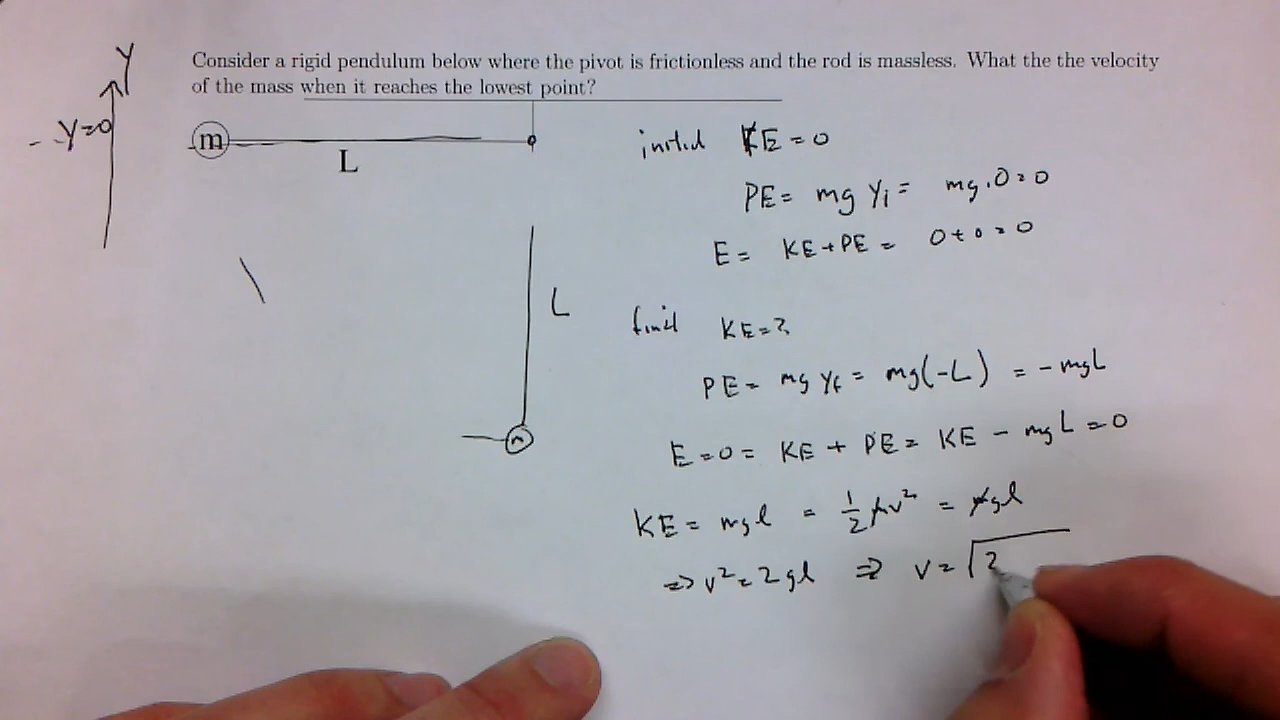 Consider a rigid pendulum below where the pivot is frictionless and the rod is massless. What the the velocity
of the mass when it reaches the lowest point?
Y
Y=0
m
L
initial KE = 0
PE = mg Yi = mg.0 = 0
E = KE + PE = 0 + 0 = 0
L
final KE = ?
PE = mg Yf = mg(-L) = - mgL
m
E = 0 = KE + PE = KE - mgL = 0
KE = mgl = 1/2 mv² = mgl
=> v² = 2gl => v = √2